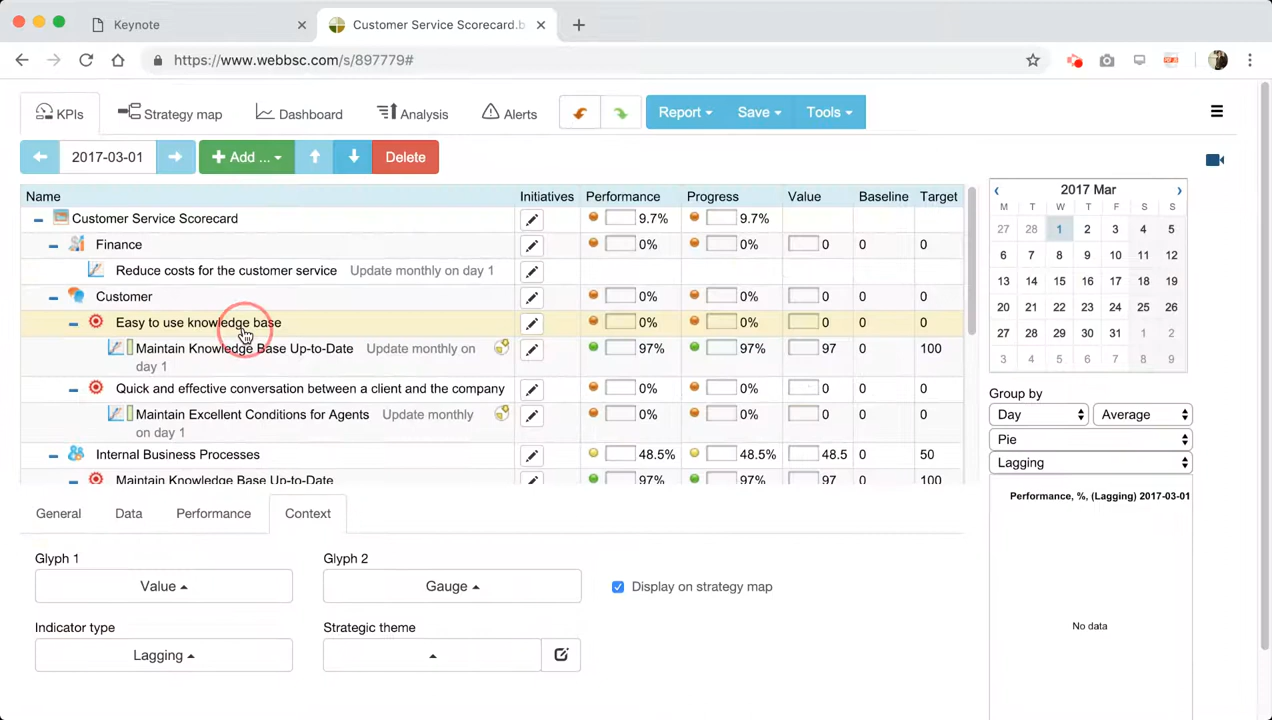 Keynote
Customer Service Scorecard.b
https://www.webbsc.com/s/897779#
KPIs Strategy map Dashboard Analysis Alerts Report Save Tools
2017-03-01 Add ... Delete
Name Initiatives Performance Progress Value Baseline Target
Customer Service Scorecard 9.7% 9.7%
Finance 0% 0% 0 0 0
Reduce costs for the customer service Update monthly on day 1
Customer 0% 0% 0 0 0
Easy to use knowledge base 0% 0% 0 0 0
Maintain Knowledge Base Up-to-Date Update monthly on 97% 97% 97 0 100
day 1
Quick and effective conversation between a client and the company 0% 0% 0 0 0
Maintain Excellent Conditions for Agents Update monthly 0% 0% 0 0 0
on day 1
Internal Business Processes 48.5% 48.5% 48.5 0 50
Maintain Knowledge Base Up-to-Date 97% 97% 97 0 100
2017 Mar
M T W T F S S
27 28 1 2 3 4 5
6 7 8 9 10 11 12
13 14 15 16 17 18 19
20 21 22 23 24 25 26
27 28 29 30 31 1 2
3 4 5 6 7 8 9
Group by
Day Average
Pie
Lagging
Performance, %, (Lagging) 2017-03-01
No data
General Data Performance Context
Glyph 1 Glyph 2
Value Gauge Display on strategy map
Indicator type Strategic theme
Lagging